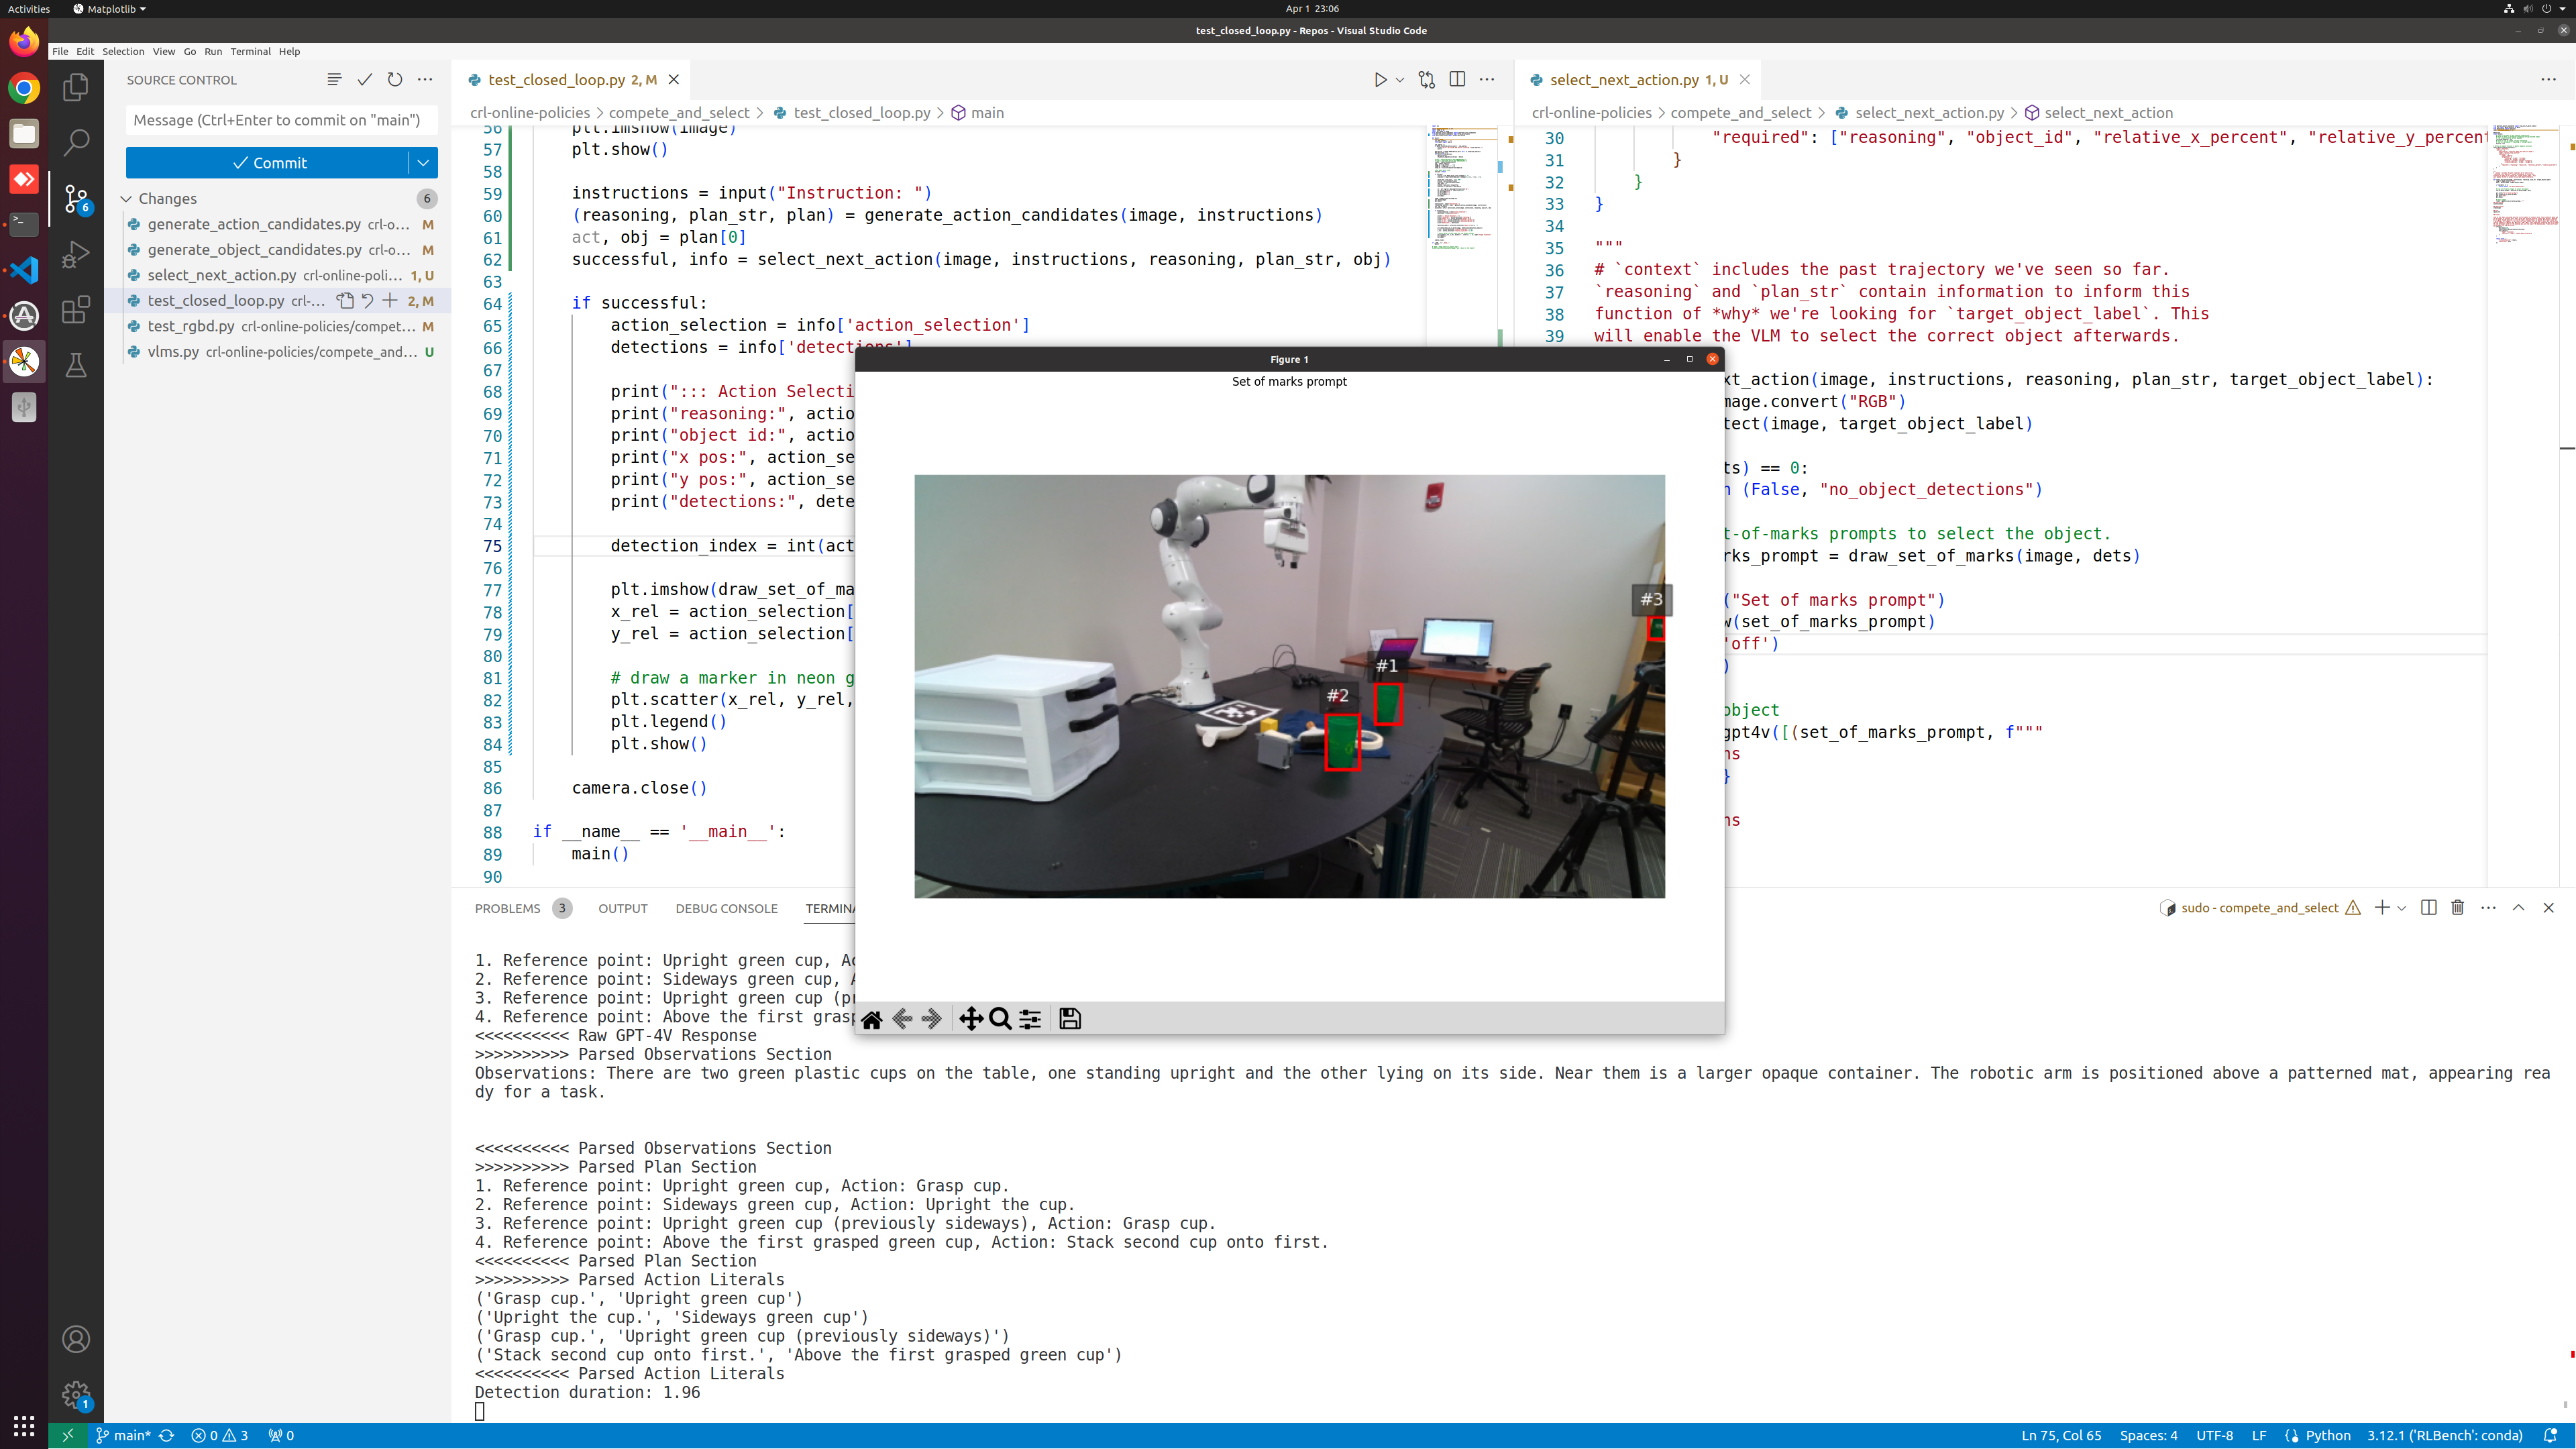 Activities
Matplotlib
Apr 1 23:06
test_closed_loop.py - Repos - Visual Studio Code
File Edit Selection View Go Run Terminal Help
SOURCE CONTROL
Message (Ctrl+Enter to commit on "main")
Commit
Changes 6
generate_action_candidates.py crl-o... M
generate_object_candidates.py crl-o... M
select_next_action.py crl-online-poli... 1, U
test_closed_loop.py crl-... 2, M
test_rgbd.py crl-online-policies/compet... M
vlms.py crl-online-policies/compete_and... U
6
1
test_closed_loop.py 2, M
crl-online-policies > compete_and_select > test_closed_loop.py > main
56 plt.imshow(image)
57 plt.show()
58
59 instructions = input("Instruction: ")
60 (reasoning, plan_str, plan) = generate_action_candidates(image, instructions)
61 act, obj = plan[0]
62 successful, info = select_next_action(image, instructions, reasoning, plan_str, obj)
63
64 if successful:
65 action_selection = info['action_selection']
66 detections = info['detections']
67
68 print("::: Action Selecti
69 print("reasoning:", actio
70 print("object id:", actio
71 print("x pos:", action_se
72 print("y pos:", action_se
73 print("detections:", dete
74
75 detection_index = int(act
76
77 plt.imshow(draw_set_of_ma
78 x_rel = action_selection[
79 y_rel = action_selection[
80
81 # draw a marker in neon g
82 plt.scatter(x_rel, y_rel,
83 plt.legend()
84 plt.show()
85
86 camera.close()
87
88 if __name__ == '__main__':
89 main()
90
select_next_action.py 1, U
crl-online-policies > compete_and_select > select_next_action.py > select_next_action
30 "required": ["reasoning", "object_id", "relative_x_percent", "relative_y_percent
31 }
32 }
33 }
34
35 """
36 # `context` includes the past trajectory we've seen so far.
37 `reasoning` and `plan_str` contain information to inform this
38 function of *why* we're looking for `target_object_label`. This
39 will enable the VLM to select the correct object afterwards.
xt_action(image, instructions, reasoning, plan_str, target_object_label):
mage.convert("RGB")
tect(image, target_object_label)
ts) == 0:
n (False, "no_object_detections")
t-of-marks prompts to select the object.
rks_prompt = draw_set_of_marks(image, dets)
("Set of marks prompt")
w(set_of_marks_prompt)
'off')
)
object
gpt4v([(set_of_marks_prompt, f"""
ns
}
ns
Figure 1
Set of marks prompt
#3
#1
#2
PROBLEMS 3 OUTPUT DEBUG CONSOLE TERMINA
sudo - compete_and_select
1. Reference point: Upright green cup, Ac
2. Reference point: Sideways green cup, A
3. Reference point: Upright green cup (pr
4. Reference point: Above the first grasp
<<<<<<<<<< Raw GPT-4V Response
>>>>>>>>>> Parsed Observations Section
Observations: There are two green plastic cups on the table, one standing upright and the other lying on its side. Near them is a larger opaque container. The robotic arm is positioned above a patterned mat, appearing rea
dy for a task.
<<<<<<<<<< Parsed Observations Section
>>>>>>>>>> Parsed Plan Section
1. Reference point: Upright green cup, Action: Grasp cup.
2. Reference point: Sideways green cup, Action: Upright the cup.
3. Reference point: Upright green cup (previously sideways), Action: Grasp cup.
4. Reference point: Above the first grasped green cup, Action: Stack second cup onto first.
<<<<<<<<<< Parsed Plan Section
>>>>>>>>>> Parsed Action Literals
('Grasp cup.', 'Upright green cup')
('Upright the cup.', 'Sideways green cup')
('Grasp cup.', 'Upright green cup (previously sideways)')
('Stack second cup onto first.', 'Above the first grasped green cup')
<<<<<<<<<< Parsed Action Literals
Detection duration: 1.96
main* 0 3 0
Ln 75, Col 65 Spaces: 4 UTF-8 LF Python 3.12.1 ('RLBench': conda)